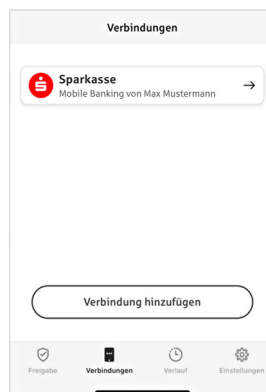 Verbindungen
Sparkasse
Mobile Banking von Max Mustermann
Verbindung hinzufügen
Freigabe
Verbindungen
Verlauf
Einstellungen